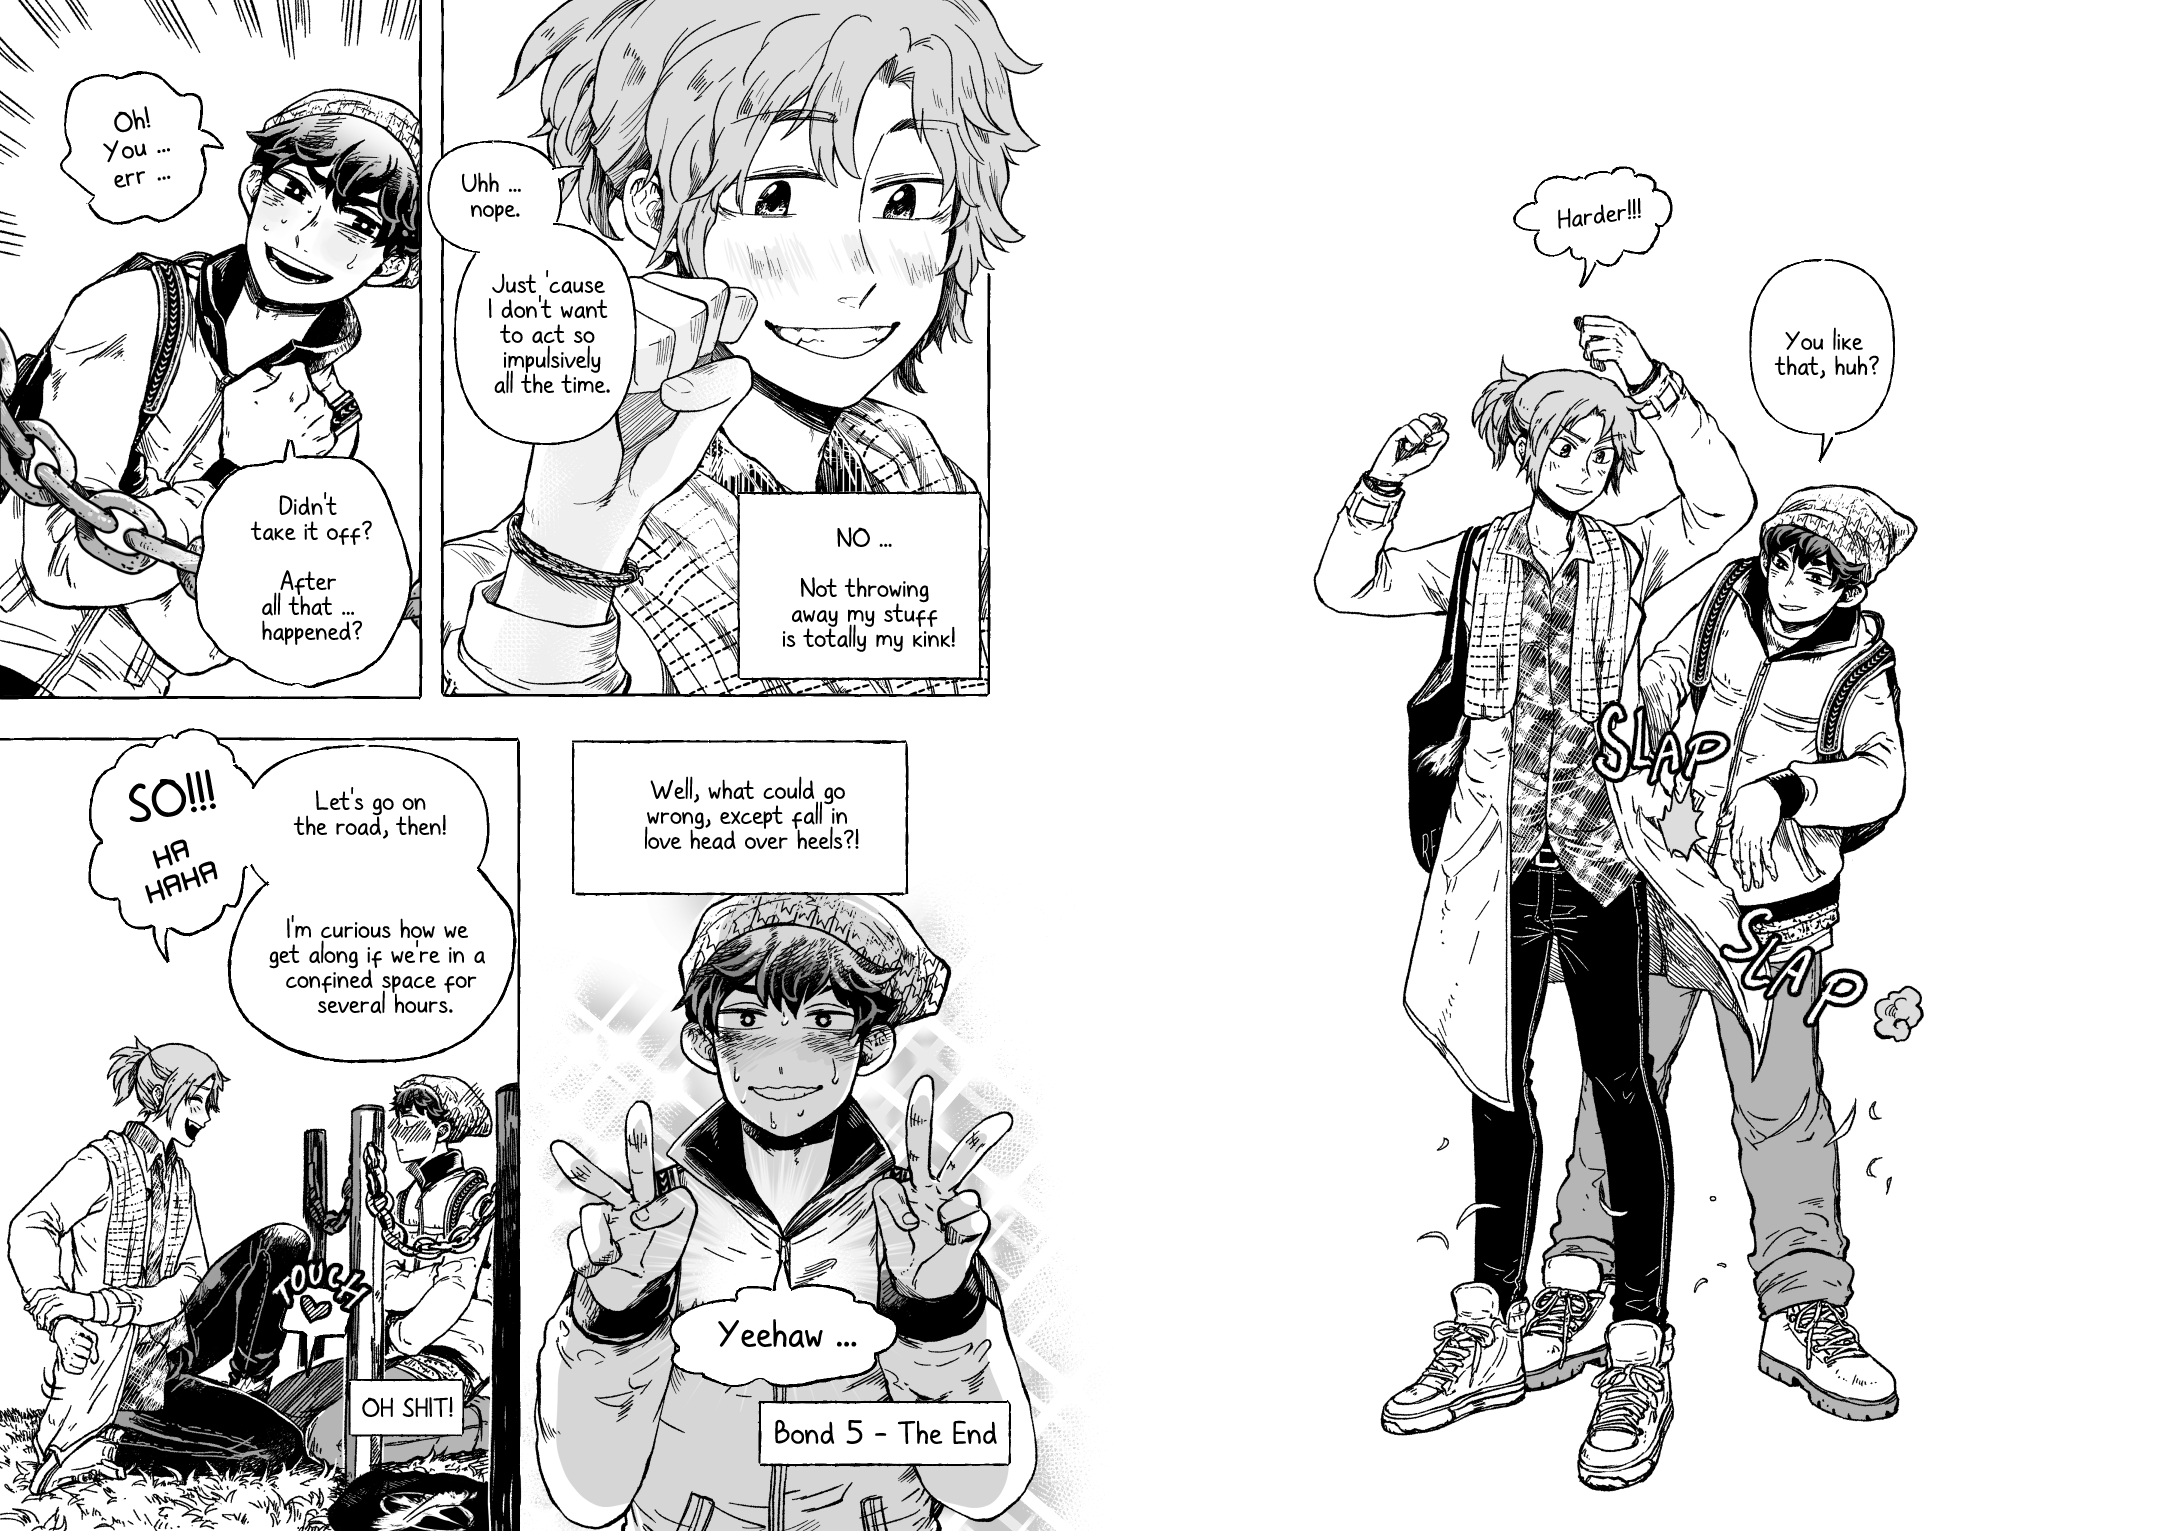 Oh!
You ...
err ...
Didn't
take it off?
After
all that ...
happened?
Uhh ...
nope.
Just 'cause
I don't want
to act so
impulsively
all the time.
NO ...
Not throwing
away my stuff
is totally my kink!
SO!!!
HA
HAHA
Let's go on
the road, then!
I'm curious how we
get along if we're in a
confined space for
several hours.
TOUCH
OH SHIT!
Well, what could go
wrong, except fall in
love head over heels?!
Yeehaw ...
Bond 5 - The End
Harder!!!
You like
that, huh?
SLAP
SLAP